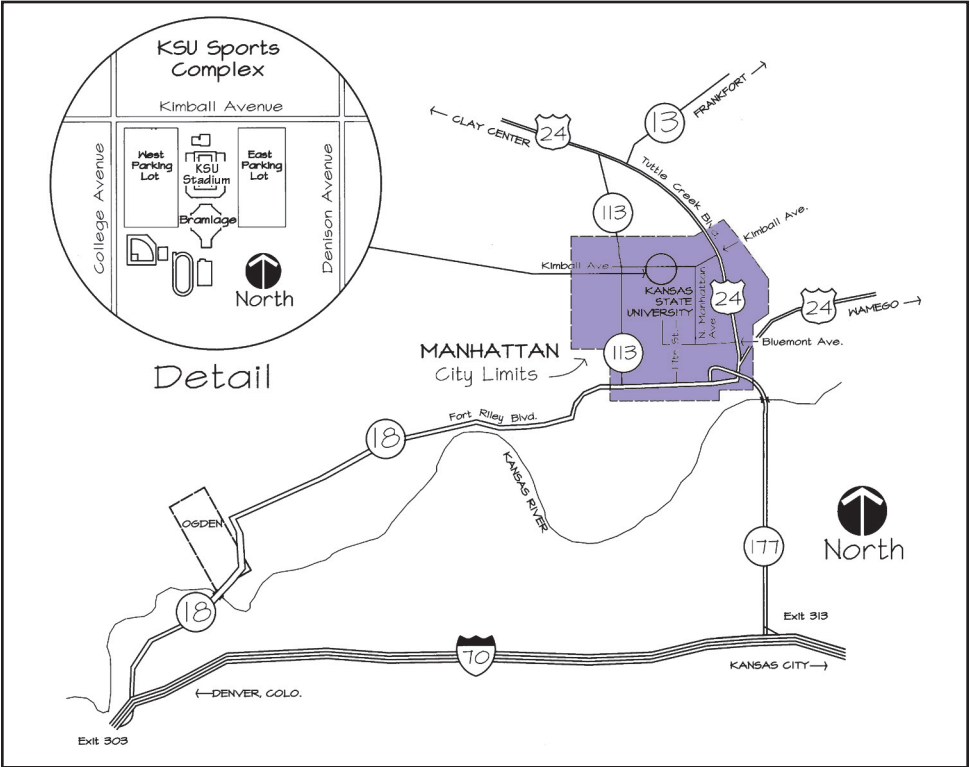 KSU Sports
Complex
Kimball Avenue
College Avenue
West
Parking
Lot
KSU
Stadium
East
Parking
Lot
Bramlage
Denison Avenue
North
Detail
← CLAY CENTER
24
13
FRANKFORT →
Tuttle Creek Blvd.
113
Kimball Ave.
Kimball Ave
KANSAS
STATE
UNIVERSITY
N. Manhattan
Ave.
24
24
WAMEGO →
17th St.
Bluemont Ave.
113
MANHATTAN
City Limits
Fort Riley Blvd.
18
KANSAS RIVER
OGDEN
177
North
18
Exit 313
70
KANSAS CITY→
←DENVER, COLO.
Exit 303